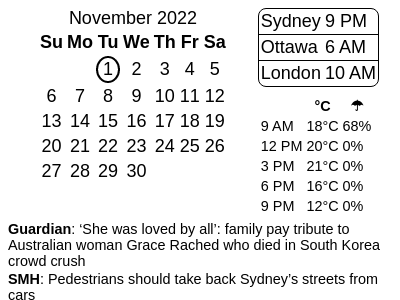 November 2022
Su Mo Tu We Th Fr Sa
1 2 3 4 5
6 7 8 9 10 11 12
13 14 15 16 17 18 19
20 21 22 23 24 25 26
27 28 29 30
Sydney 9 PM
Ottawa 6 AM
London 10 AM
°C ☂
9 AM 18°C 68%
12 PM 20°C 0%
3 PM 21°C 0%
6 PM 16°C 0%
9 PM 12°C 0%
Guardian: ‘She was loved by all’: family pay tribute to
Australian woman Grace Rached who died in South Korea
crowd crush
SMH: Pedestrians should take back Sydney’s streets from
cars